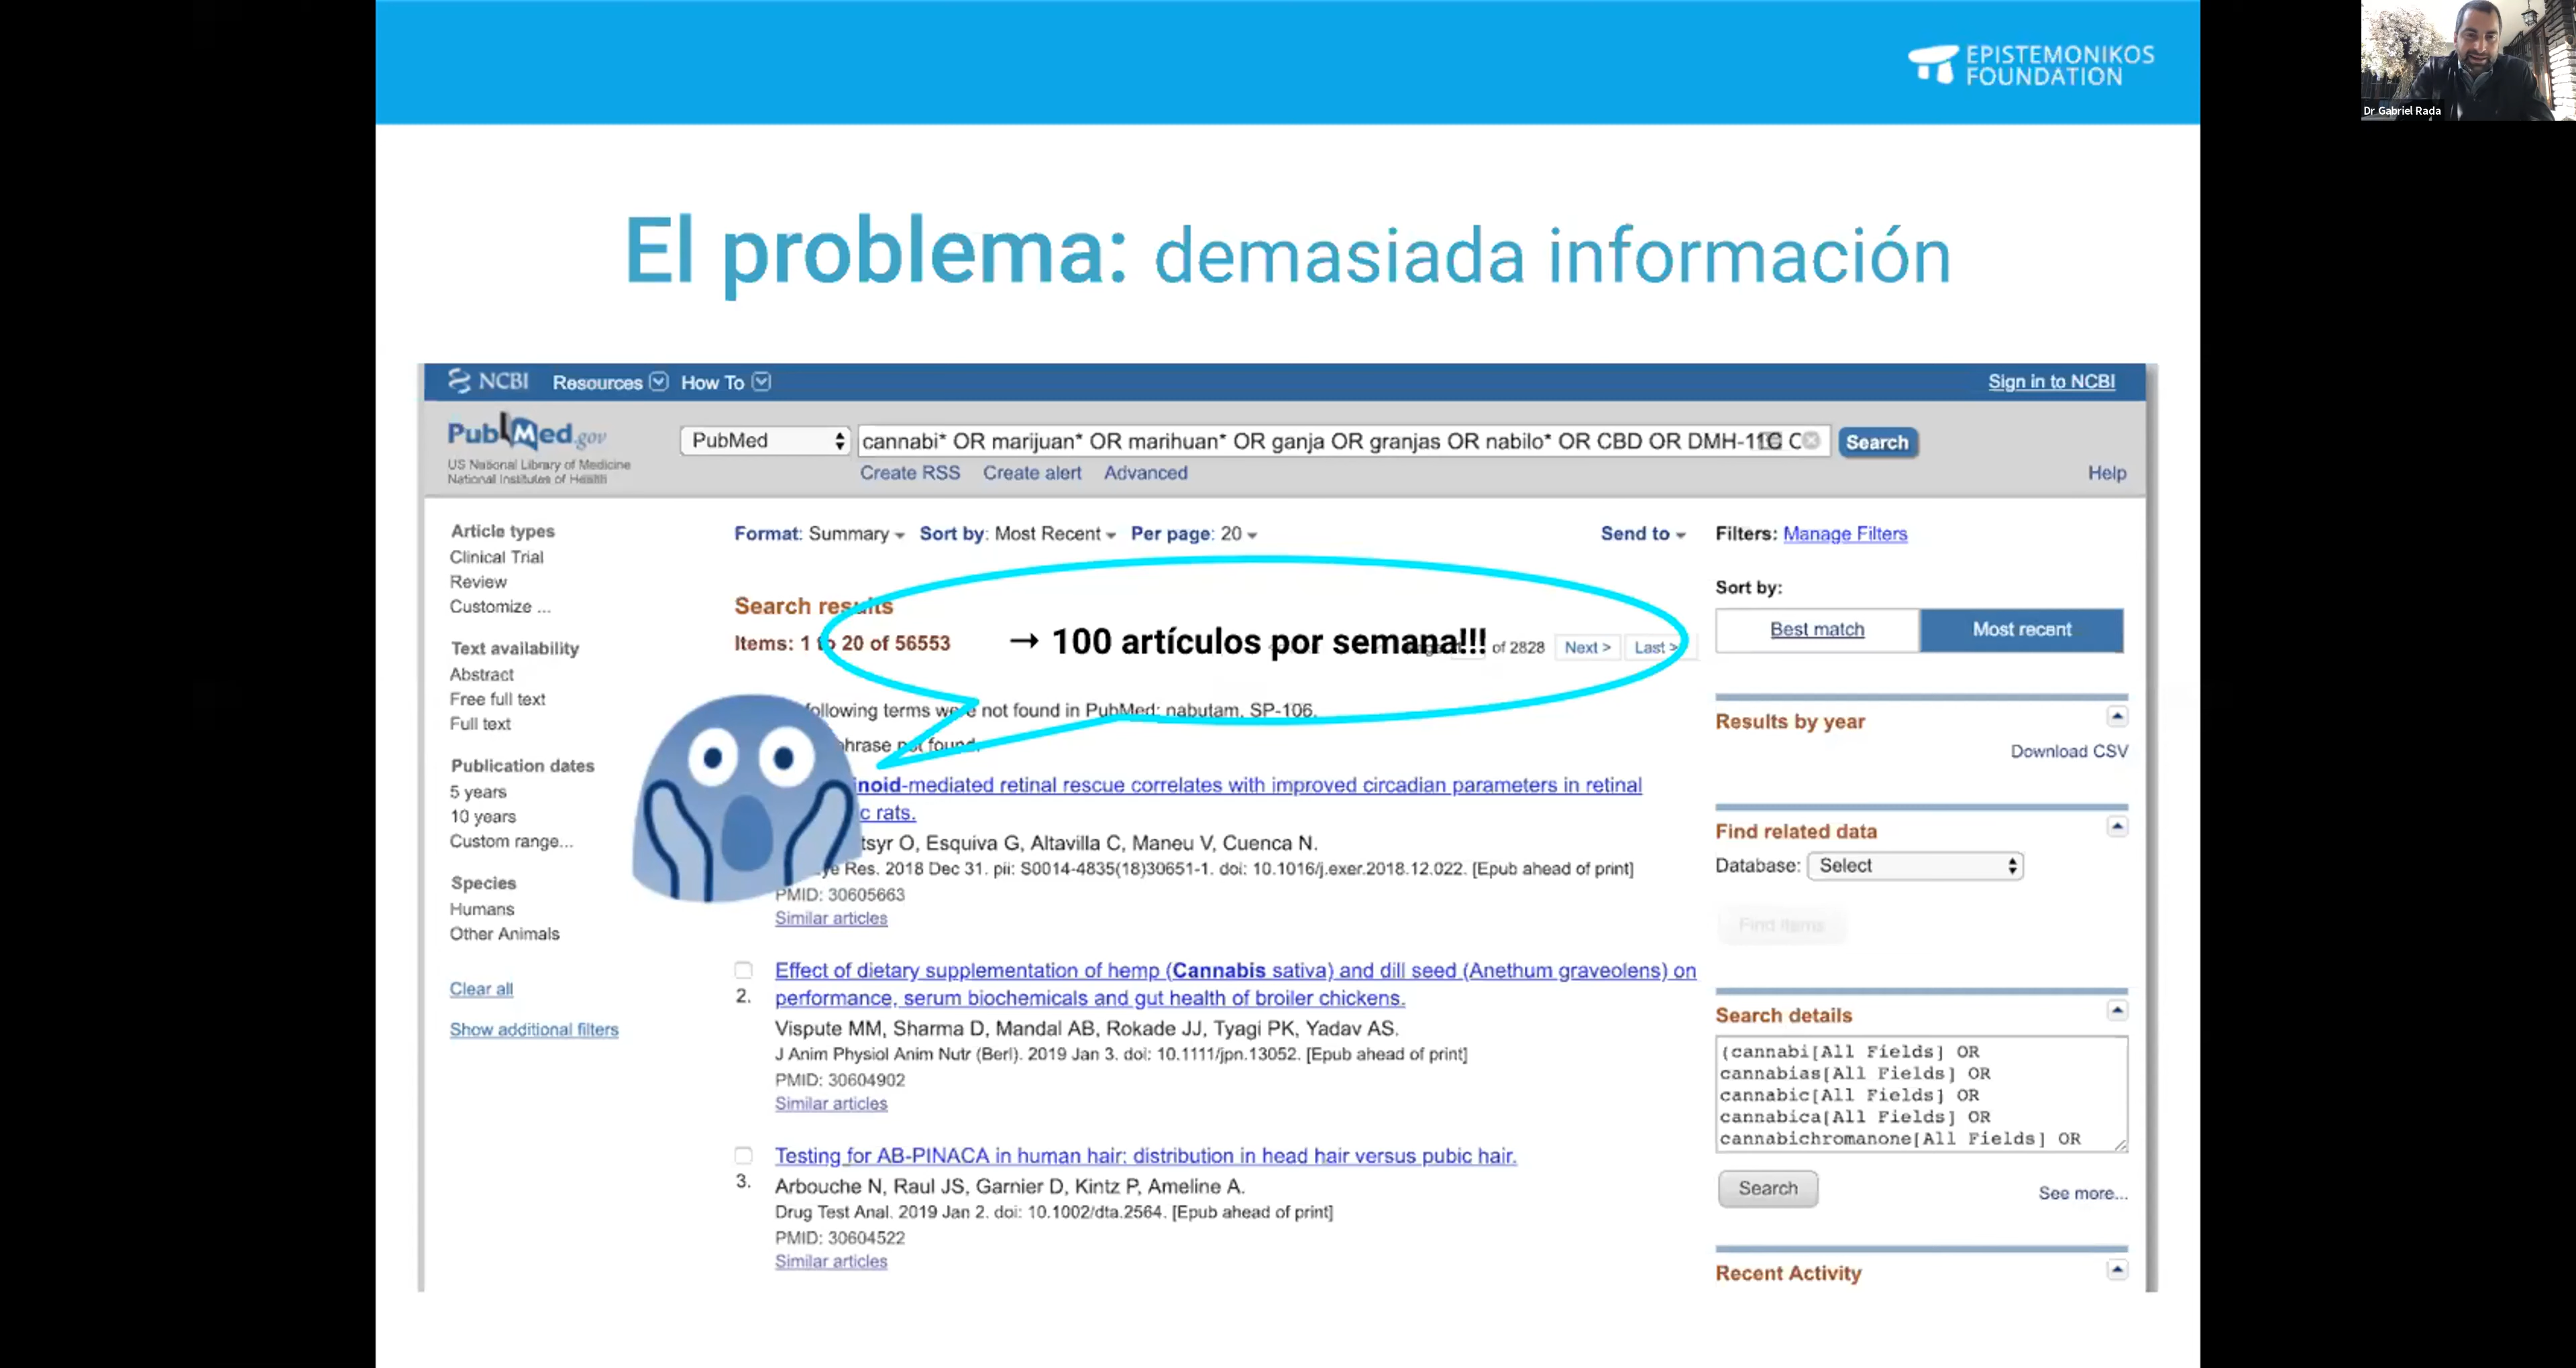 EPISTEMONIKOS
FOUNDATION
Dr Gabriel Rada
El problema: demasiada información
NCBI Resources How To Sign in to NCBI
PubMed.gov
US National Library of Medicine
National Institutes of Health
PubMed
cannabi* OR marijuan* OR marihuan* OR ganja OR granjas OR nabilo* OR CBD OR
Search
Create RSS Create alert Advanced
Help
Article types
Clinical Trial
Review
Customize ...
Text availability
Abstract
Free full text
Full text
Publication dates
5 years
10 years
Custom range...
Species
Humans
Other Animals
Clear all
Show additional filters
Format: Summary Sort by: Most Recent Per page: 20 Send to
Search results
Items: 1 to 20 of 56553
→ 100 artículos por semana!!!
of 2828 Next > Last >
following terms were not found in PubMed: nabutam, SP-106.
phrase not found.
noid-mediated retinal rescue correlates with improved circadian parameters in retinal
c rats.
tsyr O, Esquiva G, Altavilla C, Maneu V, Cuenca N.
Res. 2018 Dec 31. pii: S0014-4835(18)30651-1. doi: 10.1016/j.exer.2018.12.022. [Epub ahead of print]
PMID: 30605663
Similar articles
2.
Effect of dietary supplementation of hemp (Cannabis sativa) and dill seed (Anethum graveolens) on
performance, serum biochemicals and gut health of broiler chickens.
Vispute MM, Sharma D, Mandal AB, Rokade JJ, Tyagi PK, Yadav AS.
J Anim Physiol Anim Nutr (Berl). 2019 Jan 3. doi: 10.1111/jpn.13052. [Epub ahead of print]
PMID: 30604902
Similar articles
3.
Testing for AB-PINACA in human hair: distribution in head hair versus pubic hair.
Arbouche N, Raul JS, Garnier D, Kintz P, Ameline A.
Drug Test Anal. 2019 Jan 2. doi: 10.1002/dta.2564. [Epub ahead of print]
PMID: 30604522
Similar articles
Filters: Manage Filters
Sort by:
Best match Most recent
Results by year
Download CSV
Find related data
Database: Select
Find items
Search details
(cannabi[All Fields] OR
cannabias[All Fields] OR
cannabic[All Fields] OR
cannabica[All Fields] OR
cannabichromanone[All Fields] OR
Search
See more...
Recent Activity